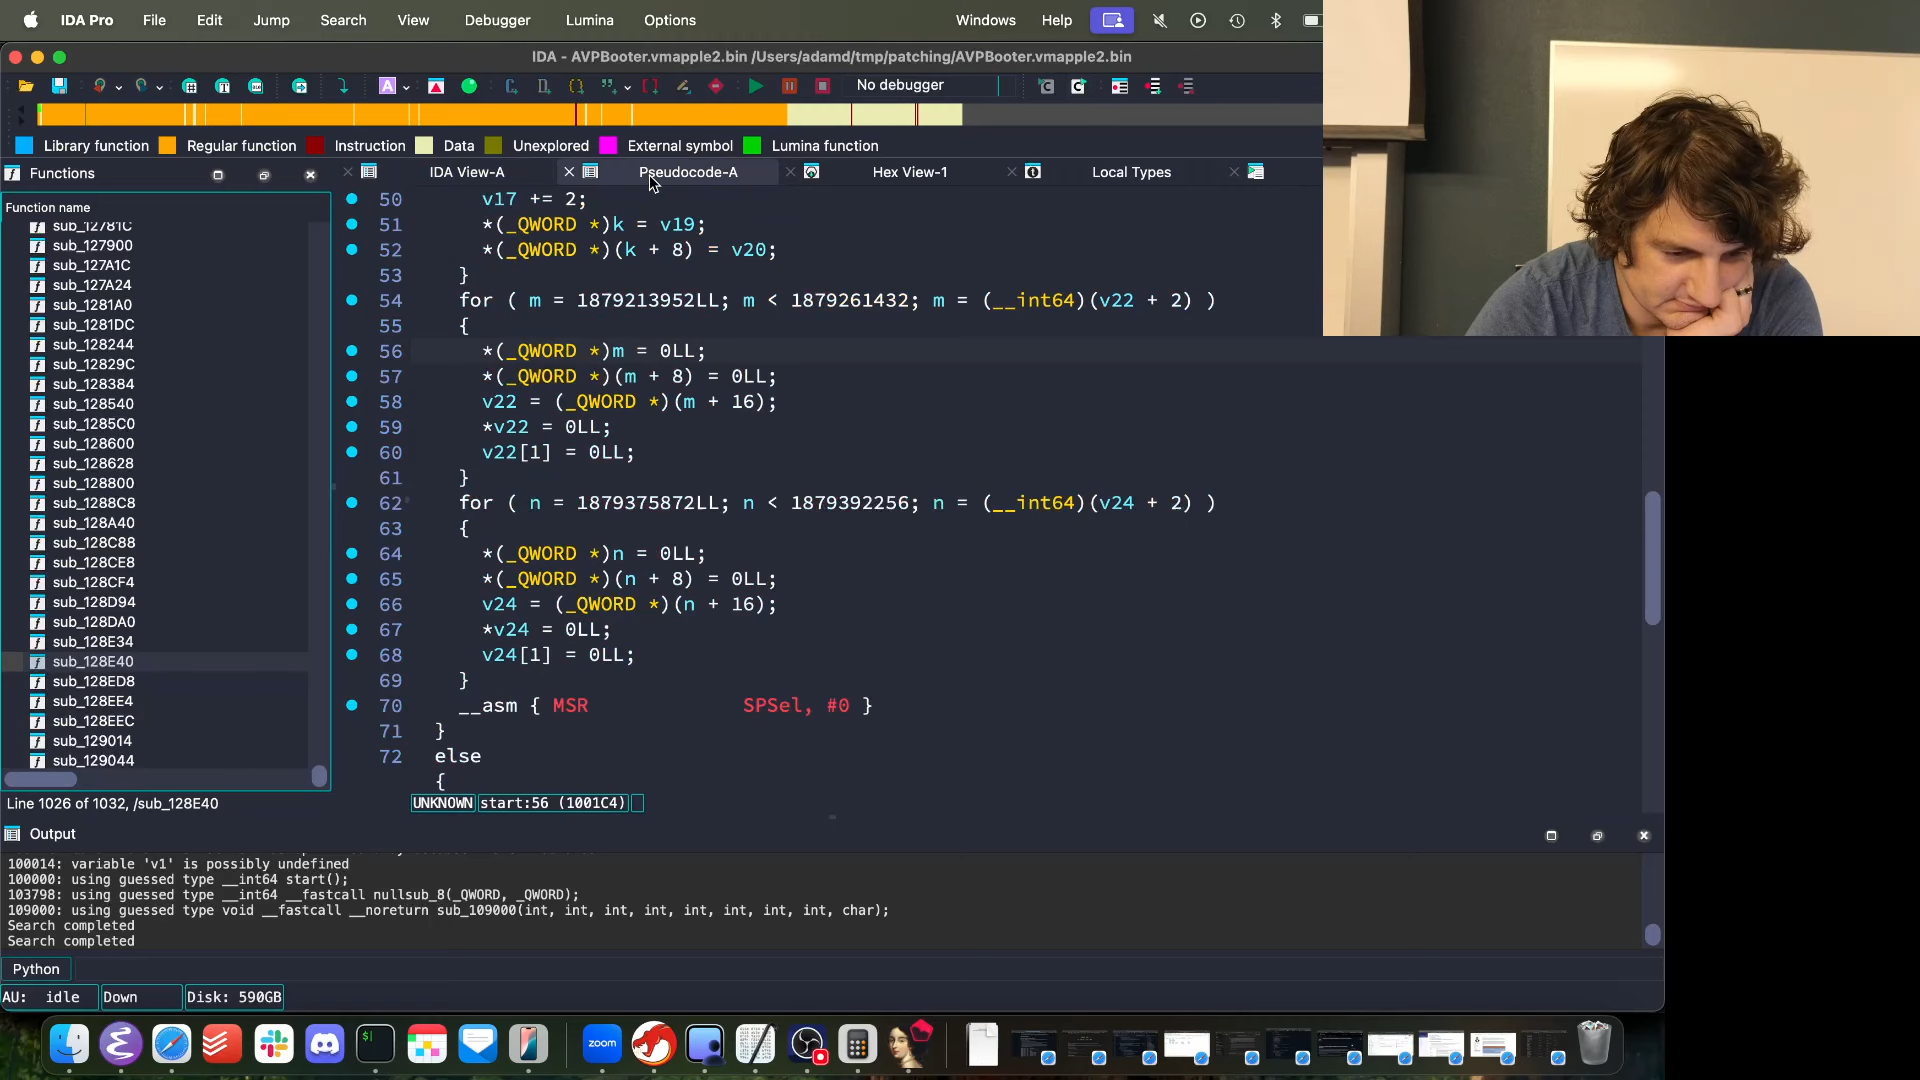 IDA Pro File Edit Jump Search View Debugger Lumina Options Windows Help
IDA - AVPBooter.vmapple2.bin /Users/adamd/tmp/patching/AVPBooter.vmapple2.bin
No debugger
Library function Regular function Instruction Data Unexplored External symbol Lumina function
Functions
IDA View-A Pseudocode-A Hex View-1 Local Types
Function name
sub_12781C
sub_127900
sub_127A1C
sub_127A24
sub_1281A0
sub_1281DC
sub_128244
sub_12829C
sub_128384
sub_128540
sub_1285C0
sub_128600
sub_128628
sub_128800
sub_1288C8
sub_128A40
sub_128C88
sub_128CE8
sub_128CF4
sub_128D94
sub_128DA0
sub_128E34
sub_128E40
sub_128ED8
sub_128EE4
sub_128EEC
sub_129014
sub_129044
Line 1026 of 1032, /sub_128E40
50 v17 += 2;
51 *(_QWORD *)k = v19;
52 *(_QWORD *)(k + 8) = v20;
53 }
54 for ( m = 1879213952LL; m < 1879261432; m = (__int64)(v22 + 2) )
55 {
56 *(_QWORD *)m = 0LL;
57 *(_QWORD *)(m + 8) = 0LL;
58 v22 = (_QWORD *)(m + 16);
59 *v22 = 0LL;
60 v22[1] = 0LL;
61 }
62 for ( n = 1879375872LL; n < 1879392256; n = (__int64)(v24 + 2) )
63 {
64 *(_QWORD *)n = 0LL;
65 *(_QWORD *)(n + 8) = 0LL;
66 v24 = (_QWORD *)(n + 16);
67 *v24 = 0LL;
68 v24[1] = 0LL;
69 }
70 __asm { MSR SPSel, #0 }
71 }
72 else
{
UNKNOWN start:56 (1001C4)
Output
100014: variable 'v1' is possibly undefined
100000: using guessed type __int64 start();
103798: using guessed type __int64 __fastcall nullsub_8(_QWORD, _QWORD);
109000: using guessed type void __fastcall __noreturn sub_109000(int, int, int, int, int, int, int, int, char);
Search completed
Search completed
Python
AU: idle Down Disk: 590GB
zoom